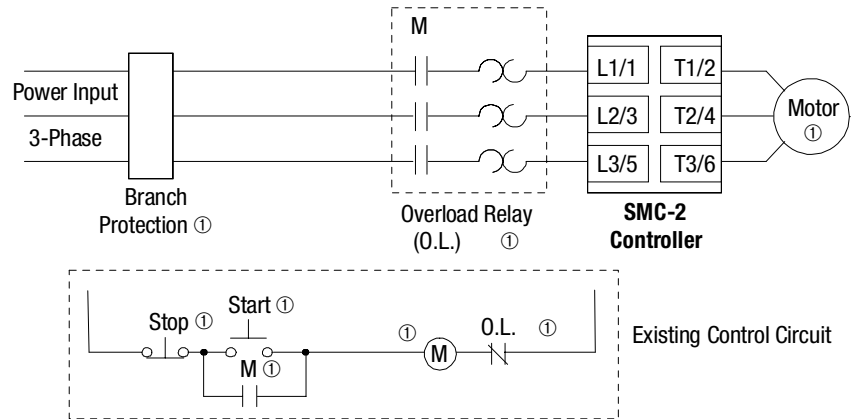 M
L1/1 T1/2
Power Input
L2/3 T2/4
Motor
①
3-Phase
L3/5 T3/6
Branch
Protection ①
Overload Relay
(O.L.) ①
SMC-2
Controller
Stop ①
Start ①
M ①
①
M
O.L. ①
Existing Control Circuit